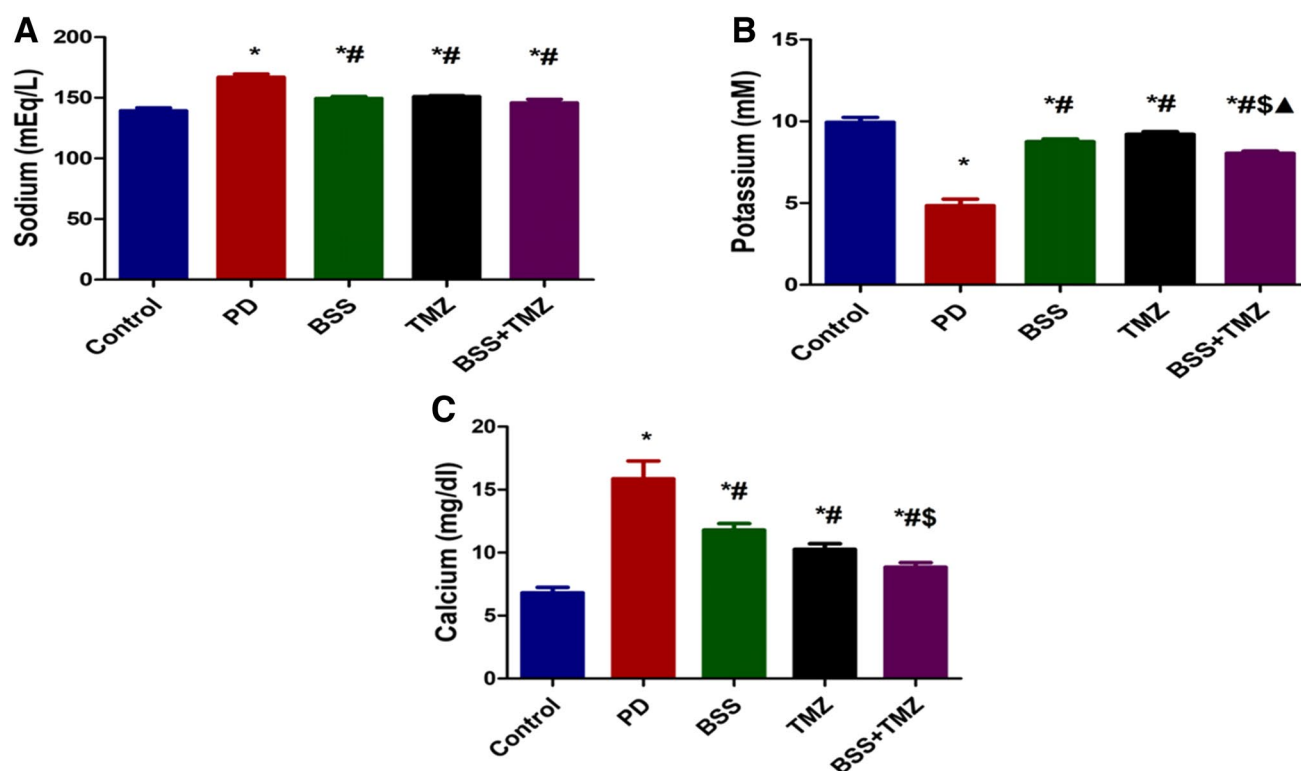 A
Sodium (mEq/L)
200
150
100
50
0
*
*#
*#
*#
Control
PD
BSS
TMZ
BSS+TMZ
B
Potassium (mM)
15
10
5
0
*
*#
*#
*#$▲
Control
PD
BSS
TMZ
BSS+TMZ
C
Calcium (mg/dl)
20
15
10
5
0
*
*#
*#
*#$
Control
PD
BSS
TMZ
BSS+TMZ